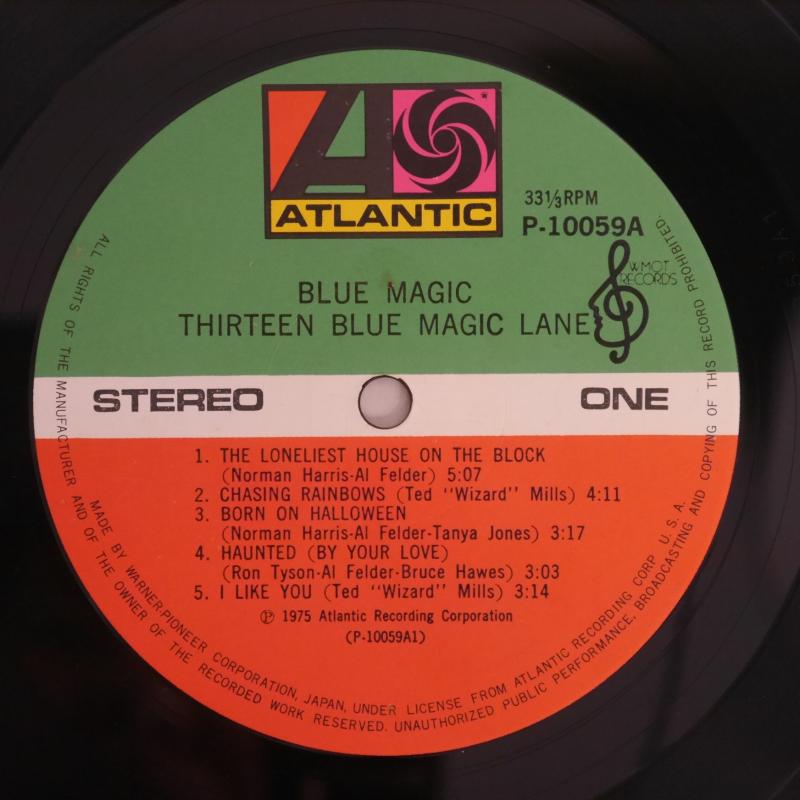 ATLANTIC
33 1/3 RPM
P-10059A
WMOT
RECORDS
BLUE MAGIC
THIRTEEN BLUE MAGIC LANE
STEREO
ONE
1. THE LONELIEST HOUSE ON THE BLOCK
(Norman Harris-Al Felder) 5:07
2. CHASING RAINBOWS (Ted "Wizard" Mills) 4:11
3. BORN ON HALLOWEEN
(Norman Harris-Al Felder-Tanya Jones) 3:17
4. HAUNTED (BY YOUR LOVE)
(Ron Tyson-Al Felder-Bruce Hawes) 3:03
5. I LIKE YOU (Ted "Wizard" Mills) 3:14
Ⓟ 1975 Atlantic Recording Corporation
(P-10059A1)
MADE BY WARNER-PIONEER CORPORATION, JAPAN, UNDER LICENSE FROM ATLANTIC RECORDING CORP. U.S.A.
ALL RIGHTS OF THE MANUFACTURER AND OF THE OWNER OF THE RECORDED WORK RESERVED. UNAUTHORIZED PUBLIC PERFORMANCE, BROADCASTING AND COPYING OF THIS RECORD PROHIBITED.